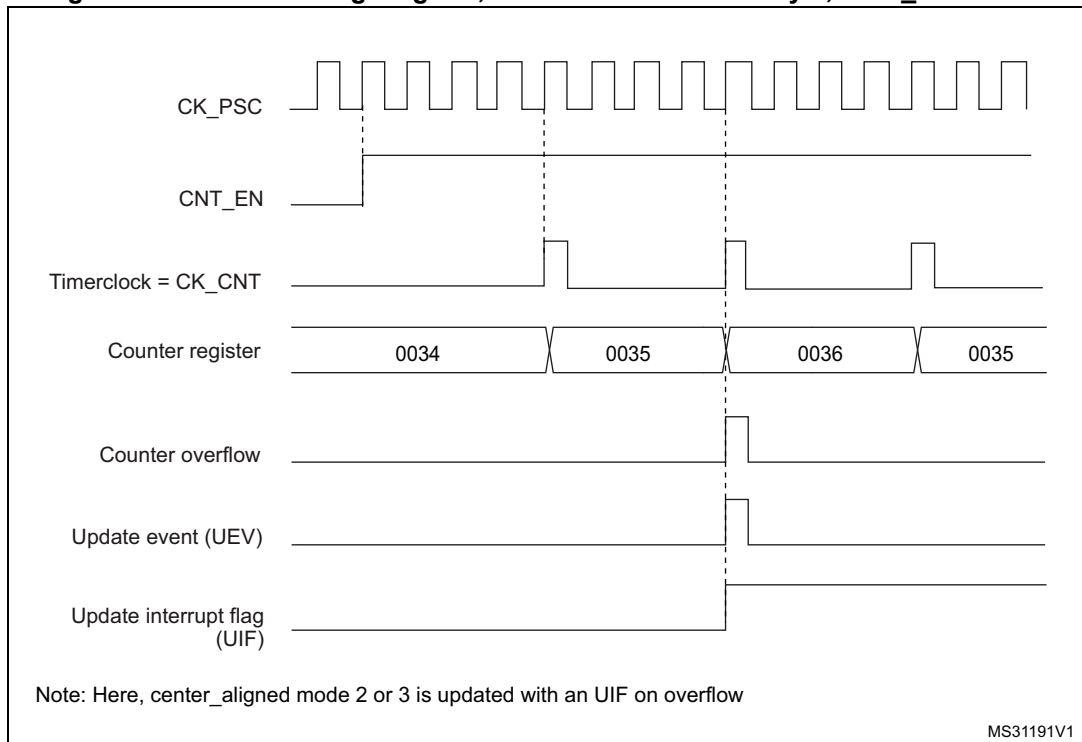 CK_PSC
CNT_EN
Timerclock = CK_CNT
Counter register
0034 0035 0036 0035
Counter overflow
Update event (UEV)
Update interrupt flag
(UIF)
Note: Here, center_aligned mode 2 or 3 is updated with an UIF on overflow
MS31191V1